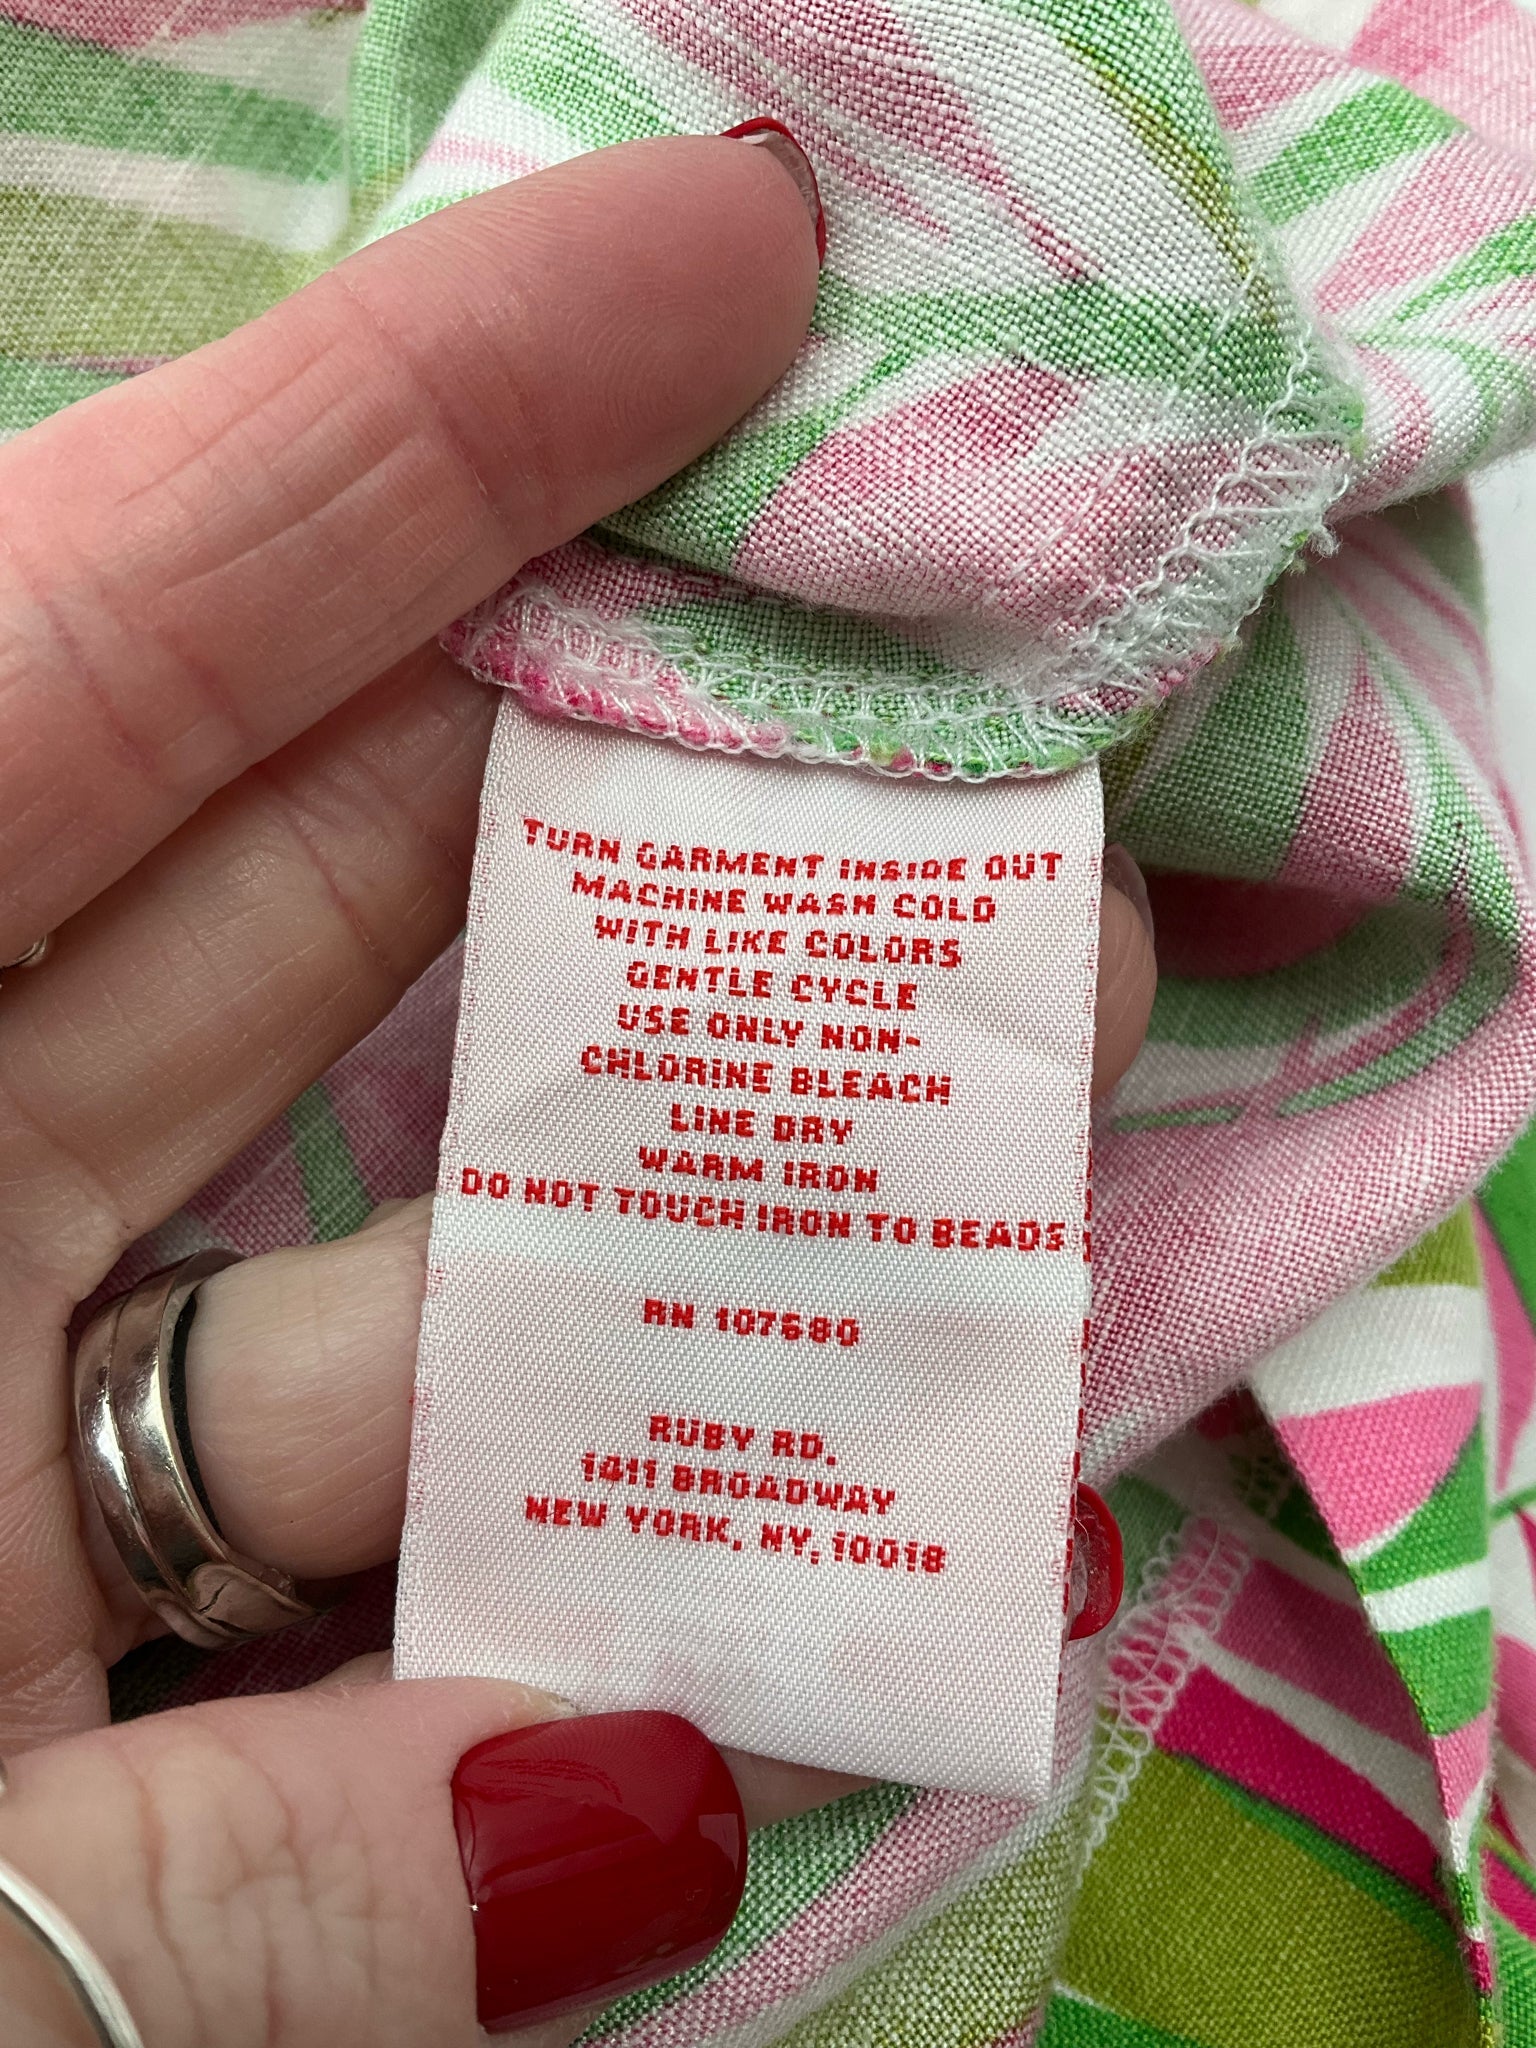 TURN GARMENT INSIDE OUT
MACHINE WASH COLD
WITH LIKE COLORS
GENTLE CYCLE
USE ONLY NON-
CHLORINE BLEACH
LINE DRY
WARM IRON
DO NOT TOUCH IRON TO BEADS
RN 107680
RUBY RD.
1411 BROADWAY
NEW YORK, NY, 10018